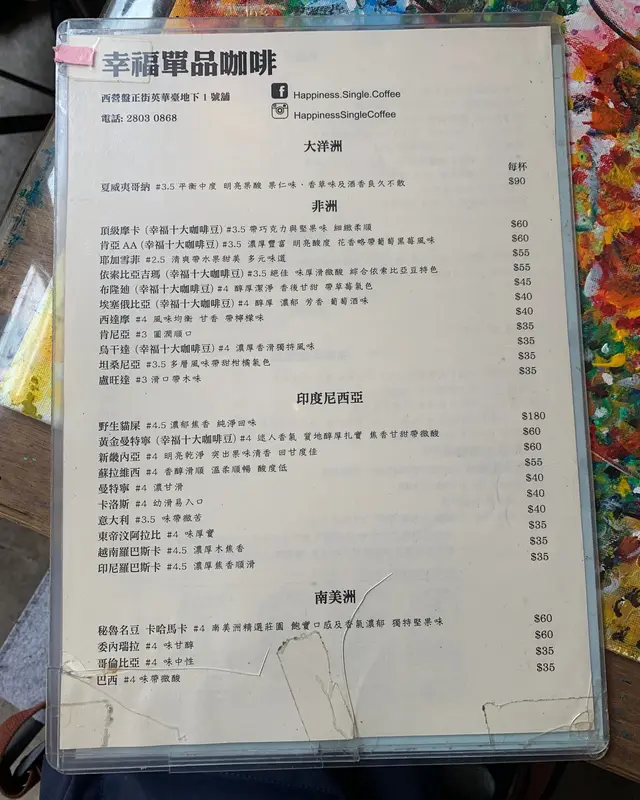 幸福單品咖啡
西營盤正街英華臺地下 1 號舖
Happiness.Single.Coffee
電話: 2803 0868
HappinessSingleCoffee
大洋洲
每杯
夏威夷哥納 #3.5 平衡中度 明亮果酸 果仁味,香草味及酒香良久不散 $90
非洲
頂級摩卡 (幸福十大咖啡豆) #3.5 帶巧克力與堅果味 細緻柔順 $60
肯亞 AA (幸福十大咖啡豆) #3.5 濃厚豐富 明亮酸度 花香略帶葡萄黑莓風味 $60
耶加雪菲 #2.5 清爽帶水果甜美 多元味道 $55
依索比亞吉瑪 (幸福十大咖啡豆) #3.5 絕佳 味厚滑微酸 綜合依索比亞豆特色 $55
布隆迪 (幸福十大咖啡豆) #4 醇厚潔淨 香後甘甜 帶草莓氣色 $45
埃塞俄比亞 (幸福十大咖啡豆) #4 醇厚 濃郁 芳香 葡萄酒味 $40
西達摩 #4 風味均衡 甘香 帶檸檬味 $40
肯尼亞 #3 圓潤順口 $35
烏干達 (幸福十大咖啡豆) #4 濃厚香滑獨特風味 $35
坦桑尼亞 #3.5 多層風味帶甜柑橘氣色 $35
盧旺達 #3 滑口帶木味 $35
印度尼西亞
野生貓屎 #4.5 濃郁焦香 純淨回味 $180
黃金曼特寧 (幸福十大咖啡豆) #4 迷人香氣 質地醇厚扎實 焦香甘甜帶微酸 $60
新畿內亞 #4 明亮乾淨 突出果味清香 回甘度佳 $60
蘇拉維西 #4 香醇滑順 溫柔順暢 酸度低 $55
曼特寧 #4 濃甘滑 $40
卡洛斯 #4 幼滑易入口 $40
意大利 #3.5 味帶微苦 $40
東帝汶阿拉比 #4 味厚實 $35
越南羅巴斯卡 #4.5 濃厚木焦香 $35
印尼羅巴斯卡 #4.5 濃厚焦香順滑 $35
南美洲
秘魯名豆 卡哈馬卡 #4 南美洲精選莊園 飽實口感及香氣濃郁 獨特堅果味 $60
委內瑞拉 #4 味甘醇 $60
哥倫比亞 #4 味中性 $35
巴西 #4 味帶微酸 $35